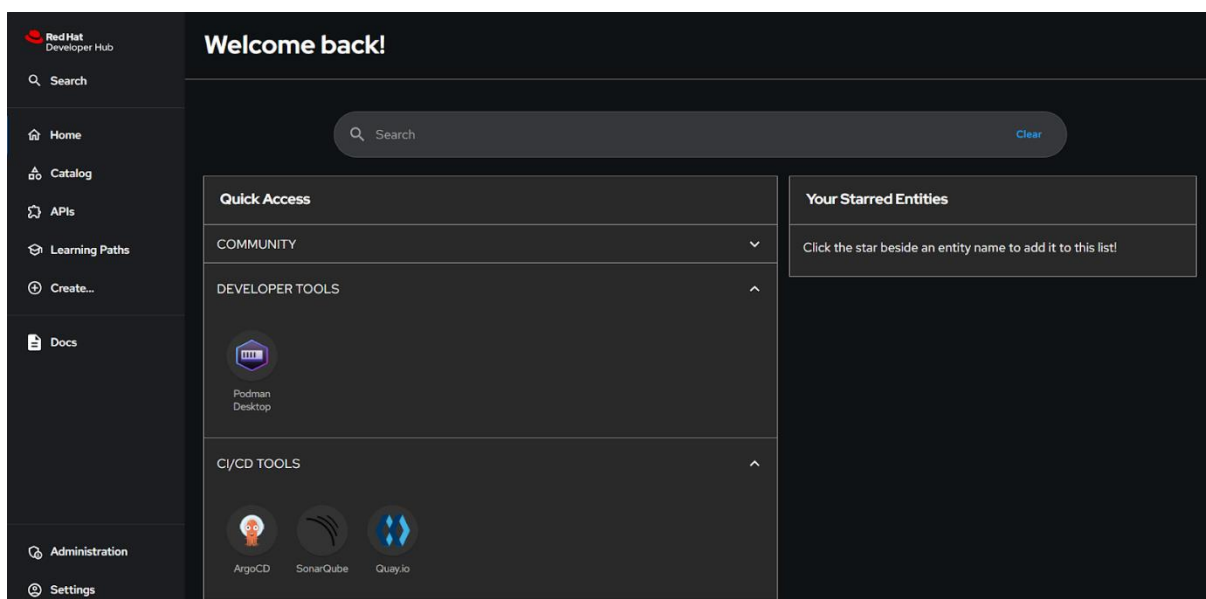 Red Hat
Developer Hub
Search
Home
Catalog
APIs
Learning Paths
Create...
Docs
Administration
Settings
Welcome back!
Search
Clear
Quick Access
COMMUNITY
DEVELOPER TOOLS
Podman
Desktop
CI/CD TOOLS
ArgoCD
SonarQube
Quay.io
Your Starred Entities
Click the star beside an entity name to add it to this list!